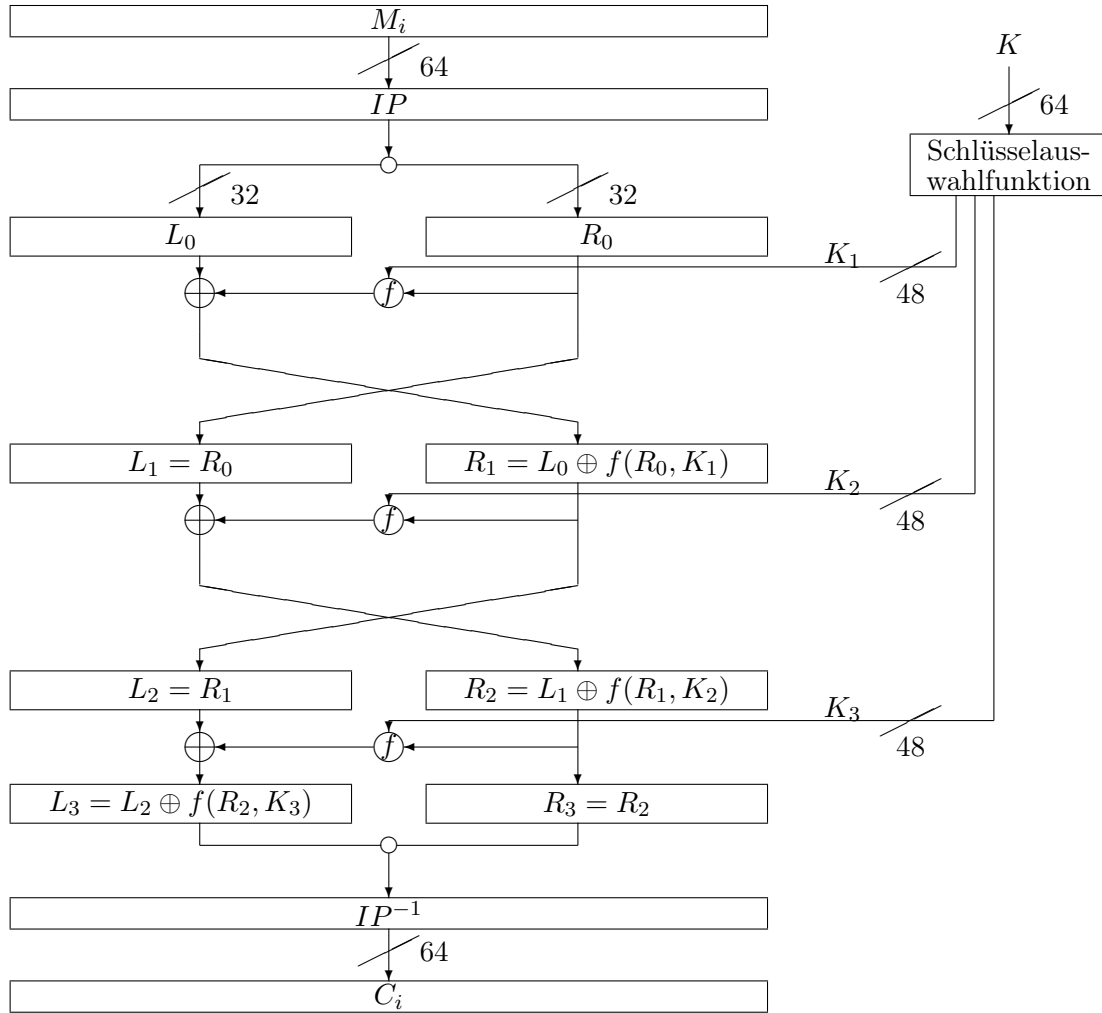 M_i
64
K
IP
64
Schlüsselaus-
wahlfunktion
32
32
L_0
R_0
K_1
f
48
L_1 = R_0
R_1 = L_0 ⊕ f(R_0, K_1)
K_2
f
48
L_2 = R_1
R_2 = L_1 ⊕ f(R_1, K_2)
K_3
f
48
L_3 = L_2 ⊕ f(R_2, K_3)
R_3 = R_2
IP^{-1}
64
C_i